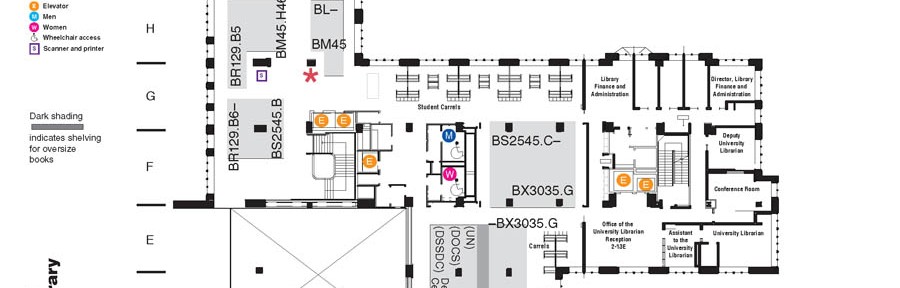 E Elevator
M Men
W Women
Wheelchair access
S Scanner and printer
H
G
F
E
Dark shading
indicates shelving
for oversize
books
BR129.B5
BM45.H46
BL–
BM45
S
BR129.B6–
BS2545.B
E E
E
Student Carrels
M
W
BS2545.C–
BX3035.G
–BX3035.G
(UN)
(DOCS)
(DSSDC)
Carrels
Library
Finance and
Administration
Director, Library
Finance and
Administration
Deputy
University
Librarian
E E
Conference Room
Office of the
University Librarian
Reception
2-13E
Assistant
to the
University
Librarian
University Librarian